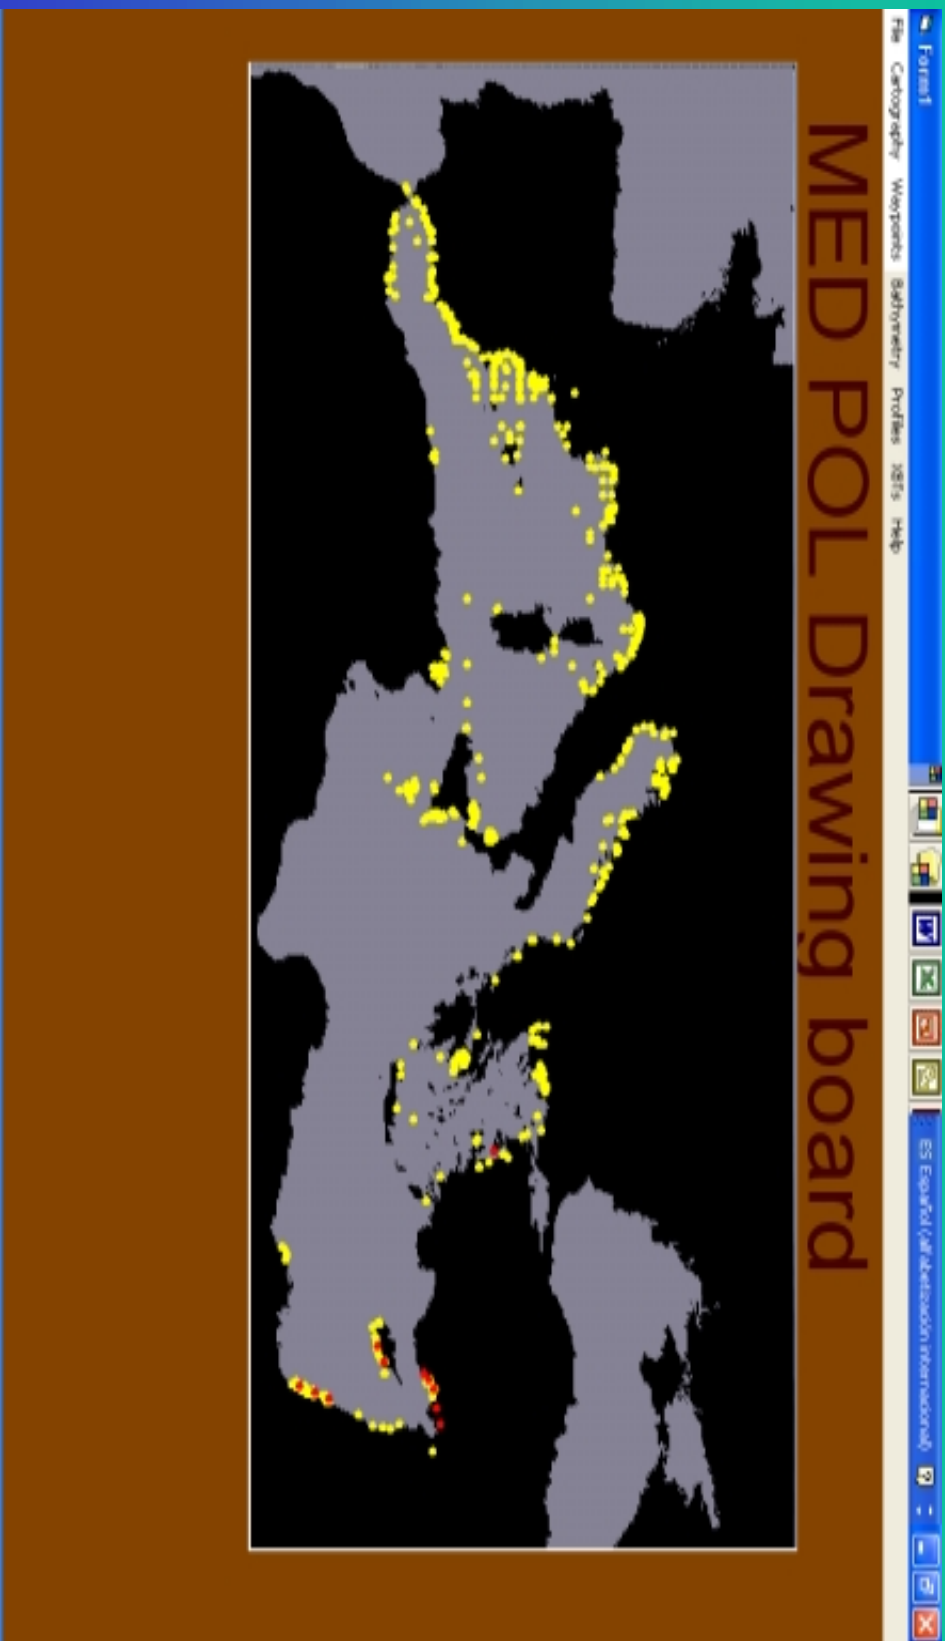 Form1
ES Español (alfabetización internacional)
File Cartography Waypoints Bathymetry Profiles XBTs Help
MED POL Drawing board